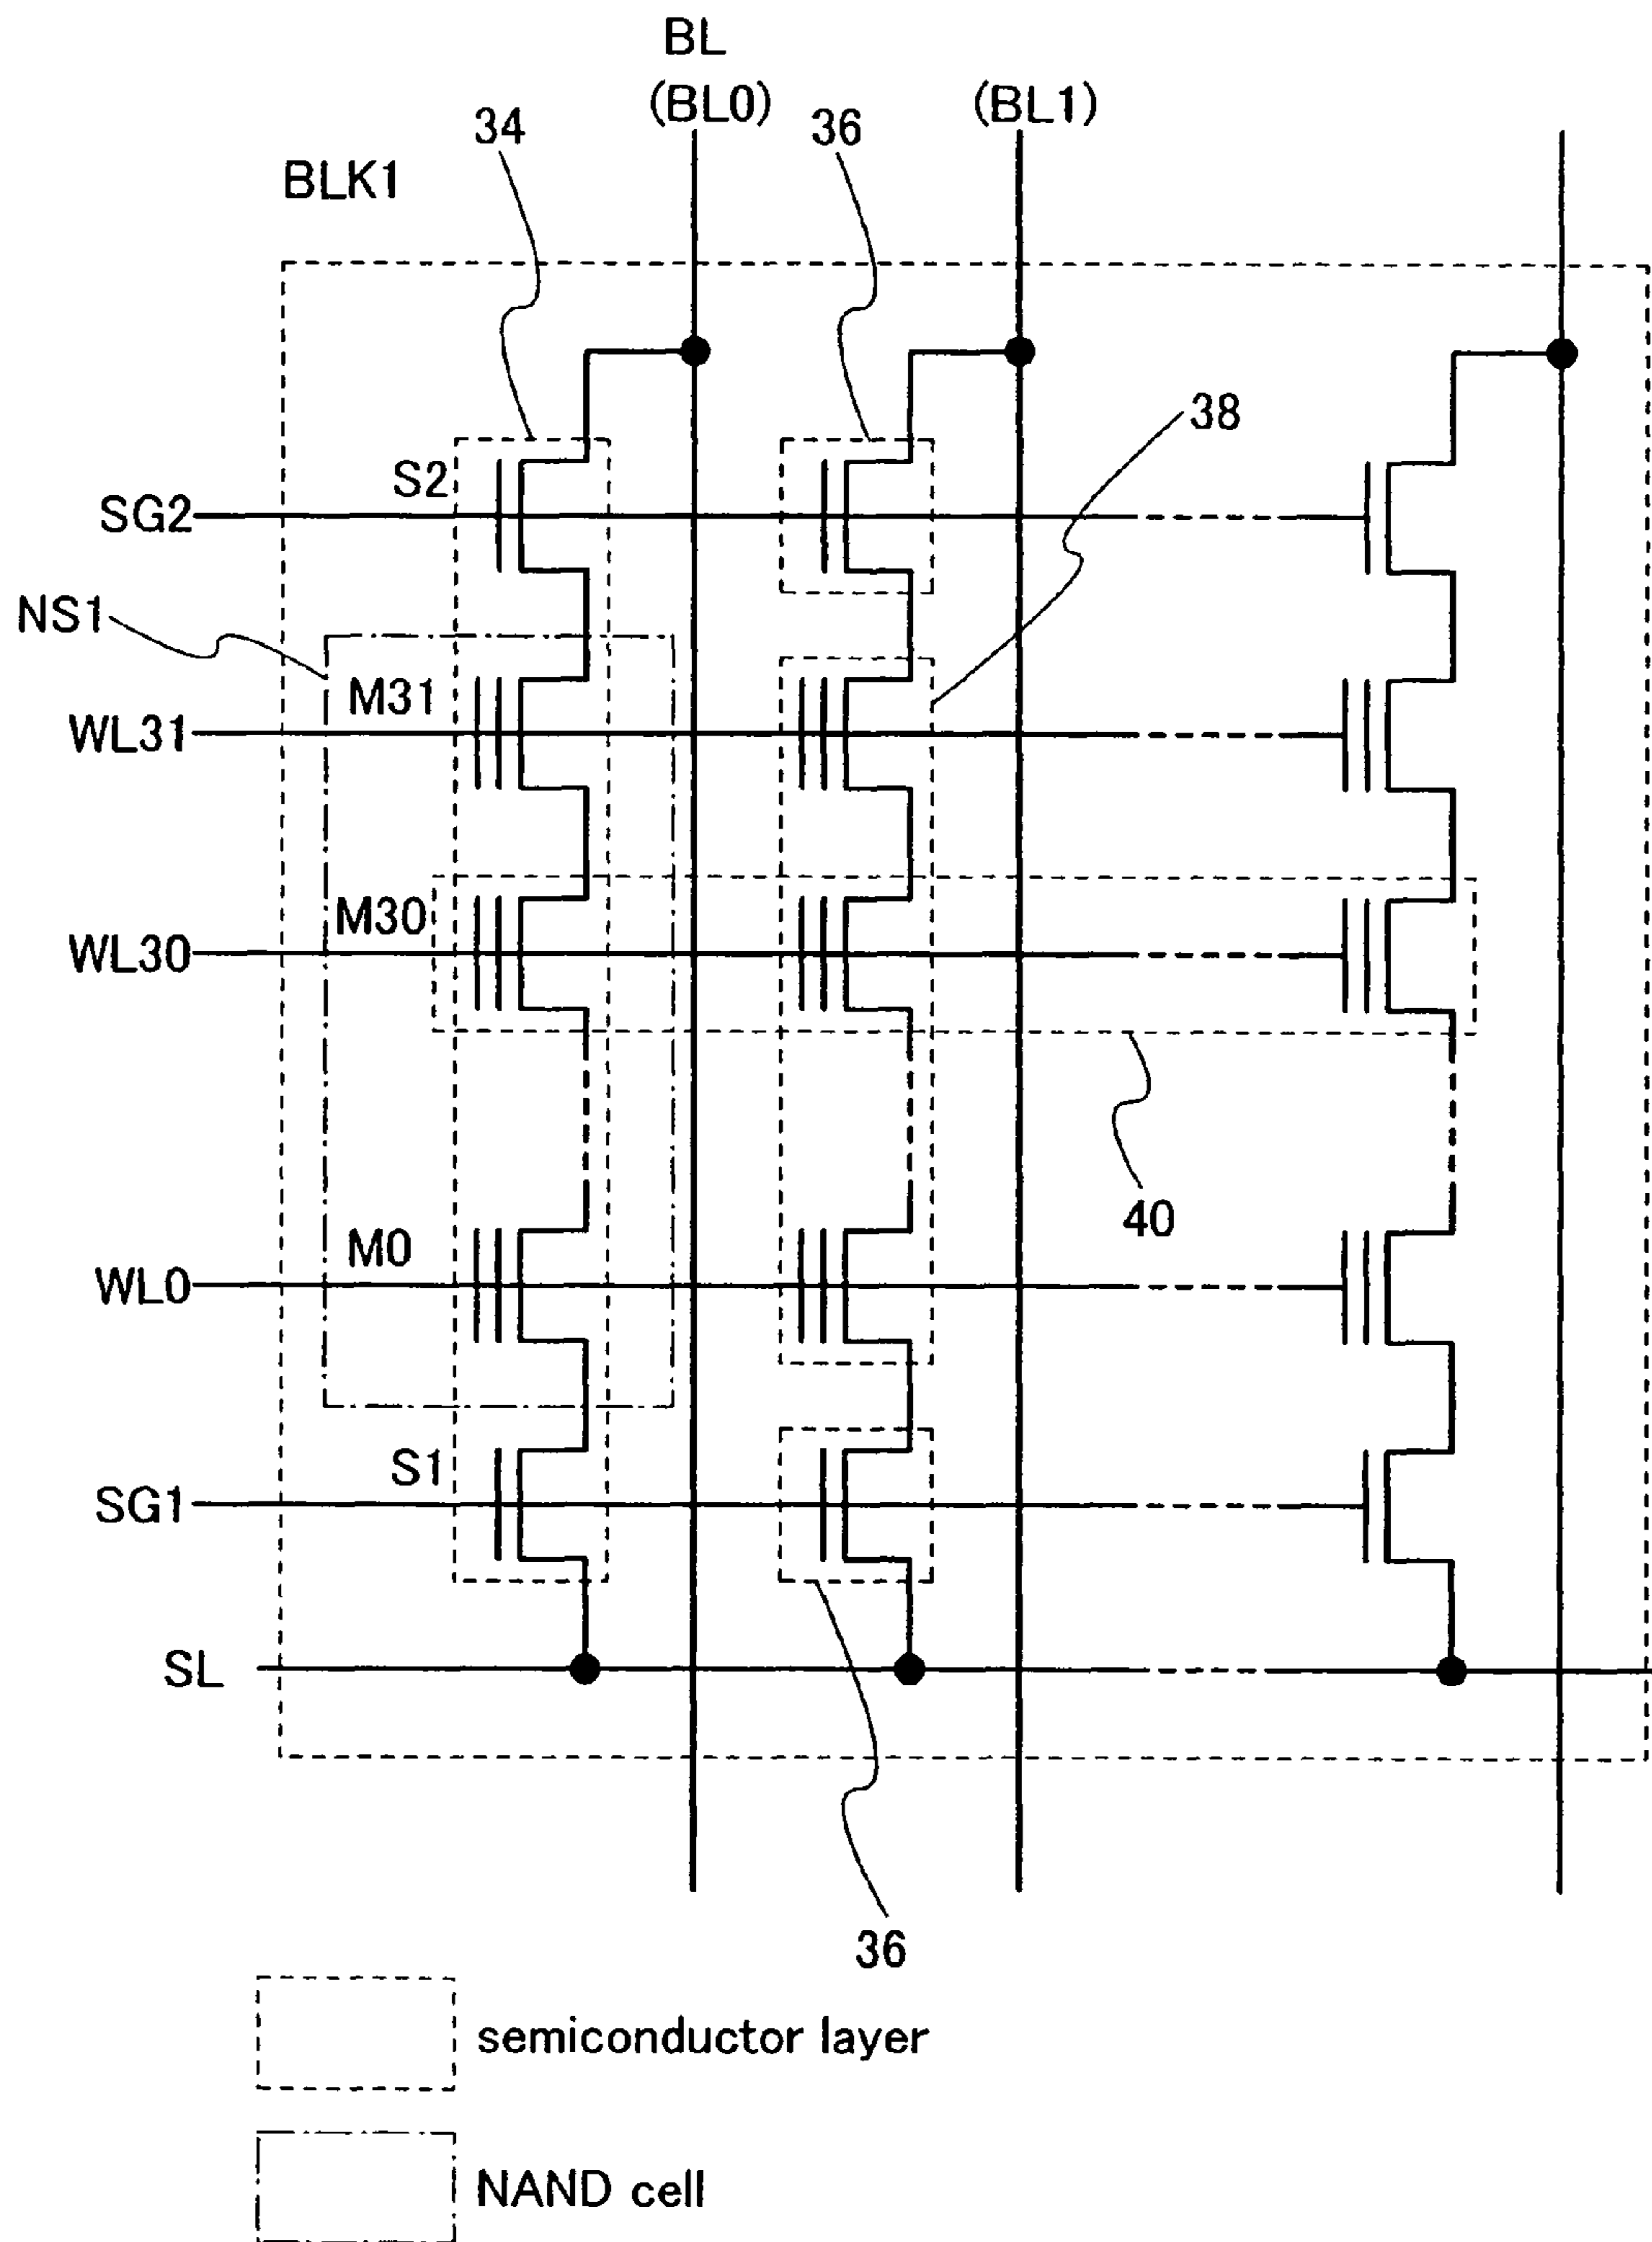 BL
(BL0)
(BL1)
34
36
BLK1
38
S2
SG2
NS1
M31
WL31
M30
WL30
40
M0
WL0
S1
SG1
SL
36
semiconductor layer
NAND cell